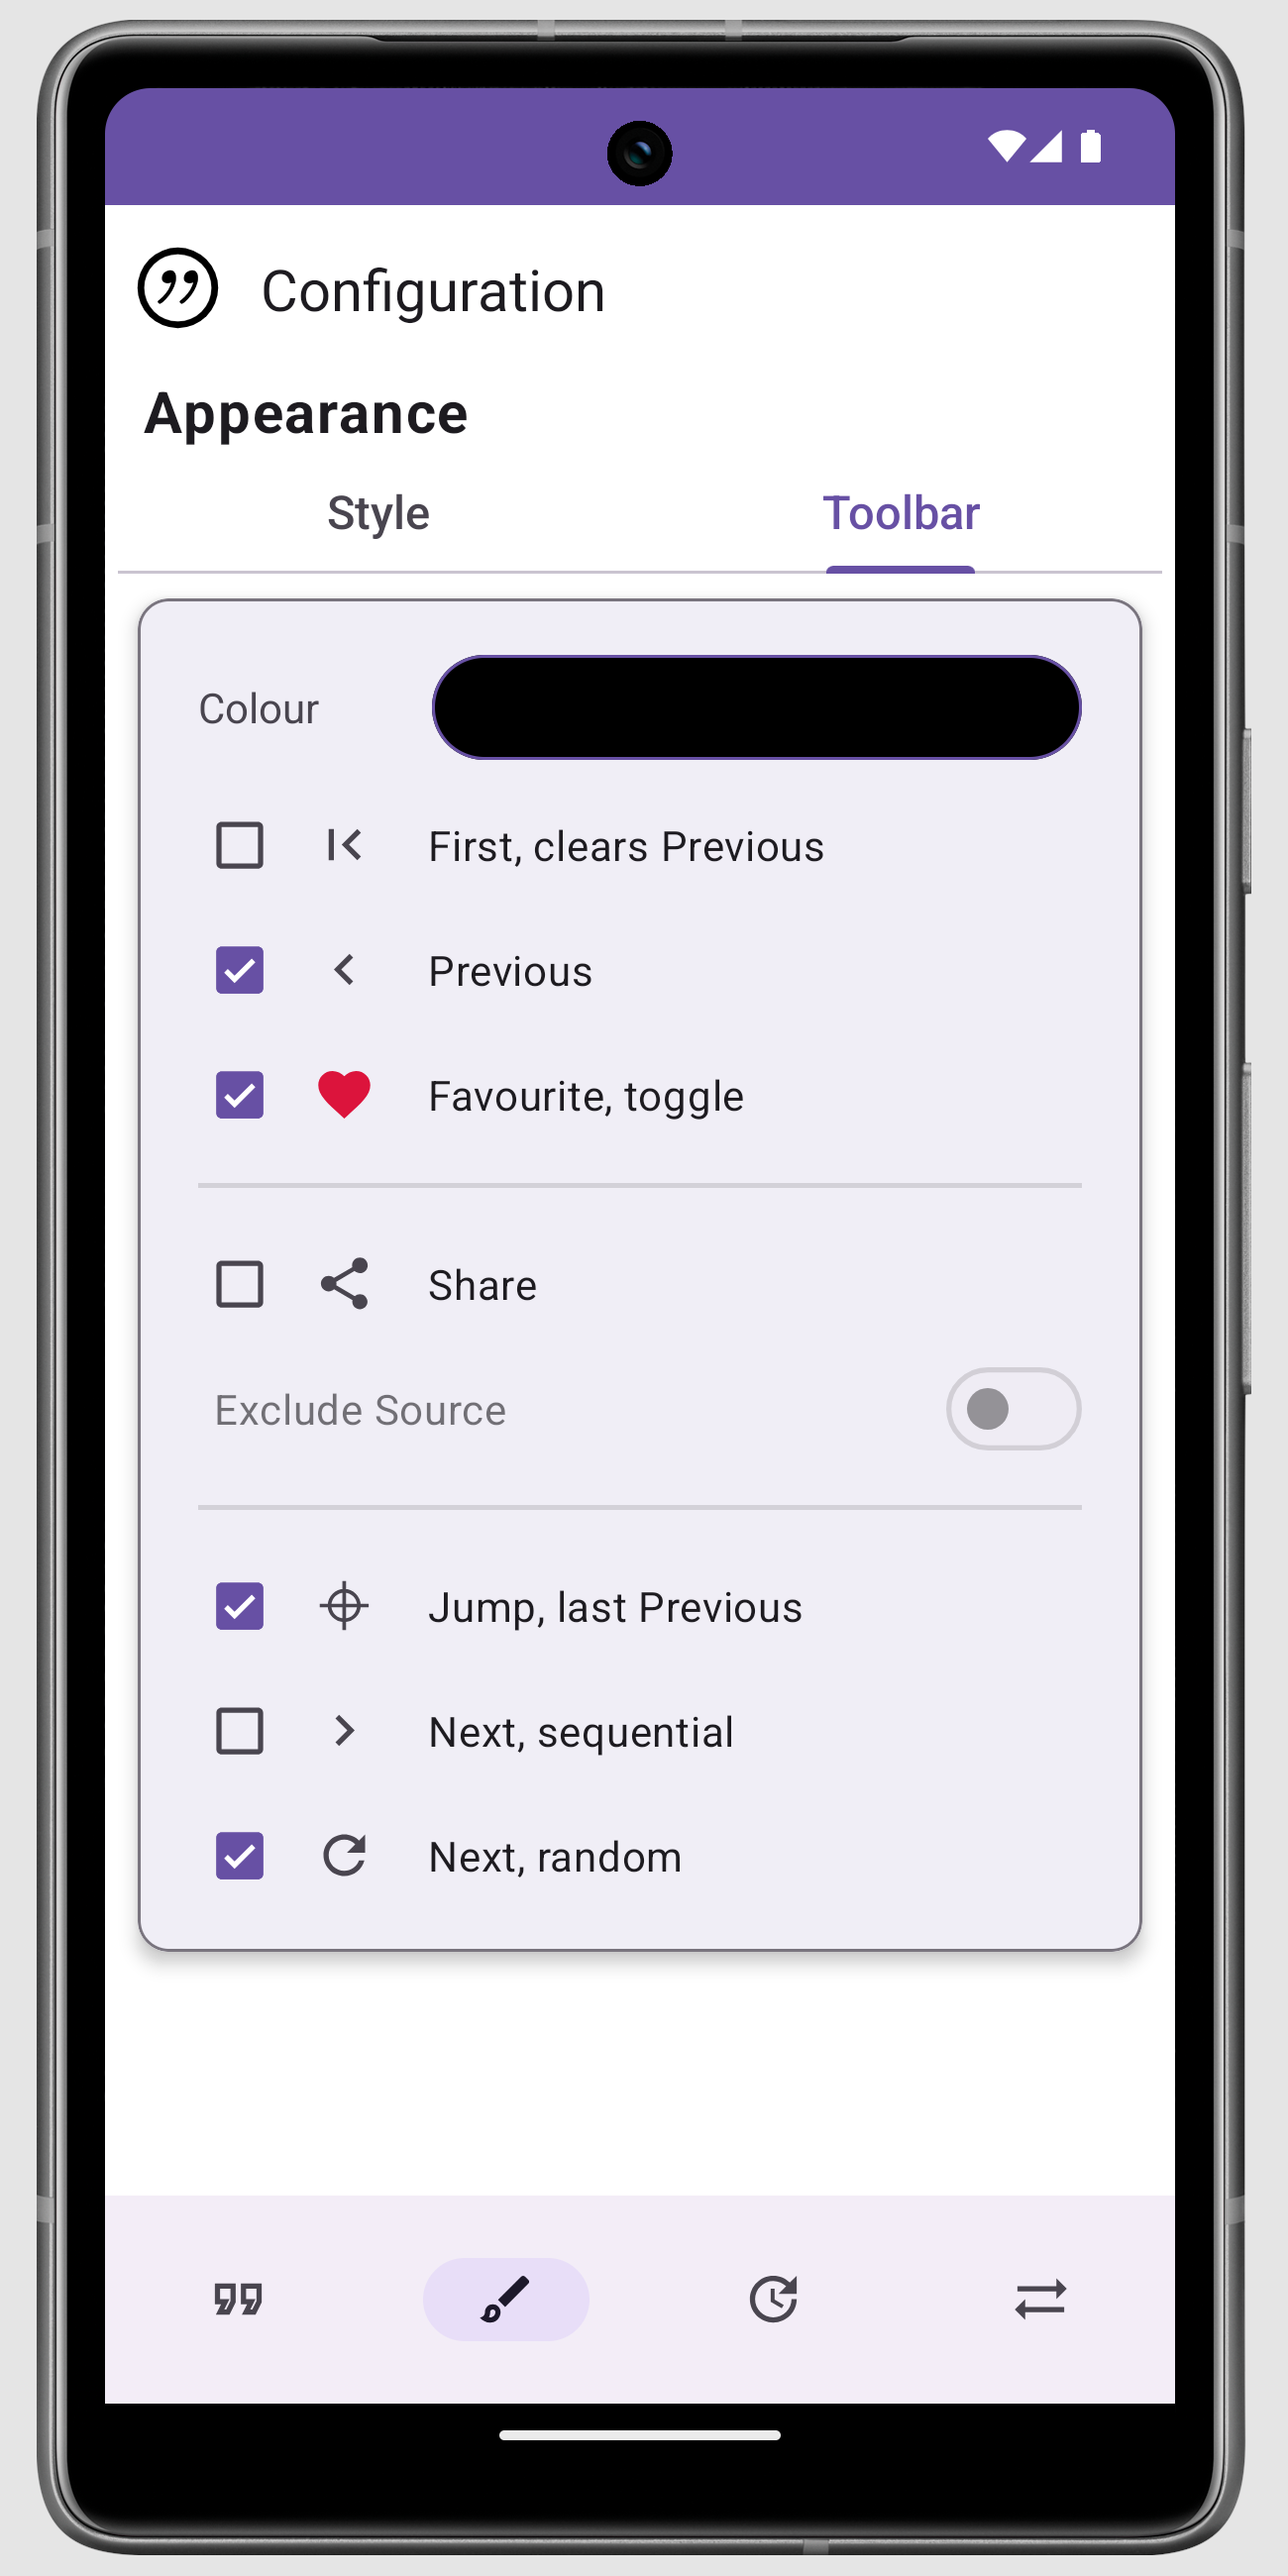 Configuration
Appearance
Style
Toolbar
Colour
First, clears Previous
Previous
Favourite, toggle
Share
Exclude Source
Jump, last Previous
Next, sequential
Next, random